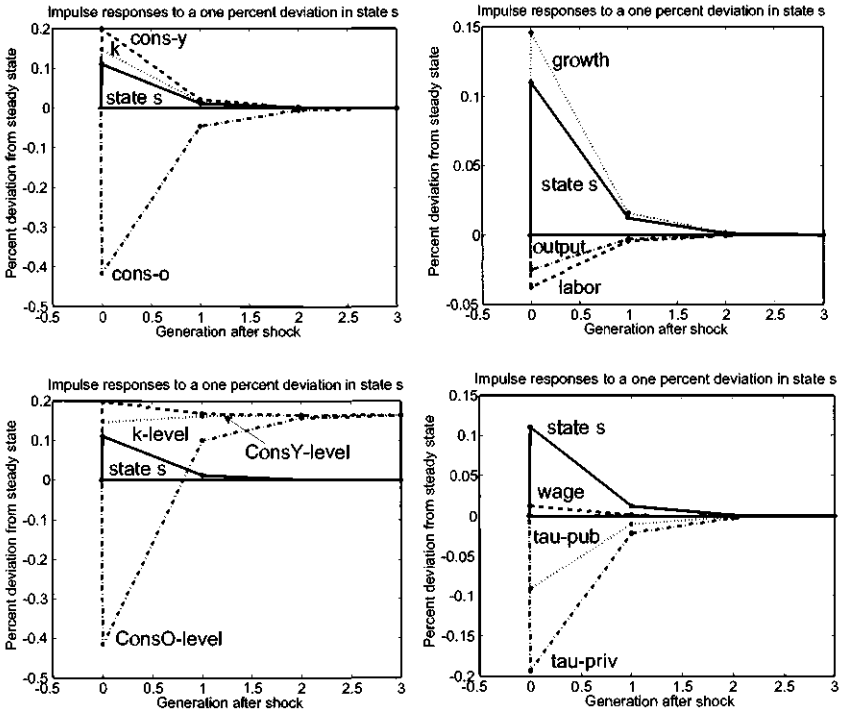 Impulse responses to a one percent deviation in state s
Percent deviation from steady state
0.2
0.1
0
-0.1
-0.2
-0.3
-0.4
-0.5
cons-y
k
state s
cons-o
-0.5 0 0.5 1 1.5 2 2.5 3
Generation after shock
Impulse responses to a one percent deviation in state s
Percent deviation from steady state
0.15
0.1
0.05
0
-0.05
growth
state s
output
labor
-0.5 0 0.5 1 1.5 2 2.5 3
Generation after shock
Impulse responses to a one percent deviation in state s
Percent deviation from steady state
0.2
0.1
0
-0.1
-0.2
-0.3
-0.4
-0.5
k-level
ConsY-level
state s
ConsO-level
-0.5 0 0.5 1 1.5 2 2.5 3
Generation after shock
Impulse responses to a one percent deviation in state s
Percent deviation from steady state
0.15
0.1
0.05
0
-0.05
-0.1
-0.15
-0.2
state s
wage
tau-pub
tau-priv
-0.5 0 0.5 1 1.5 2 2.5 3
Generation after shock